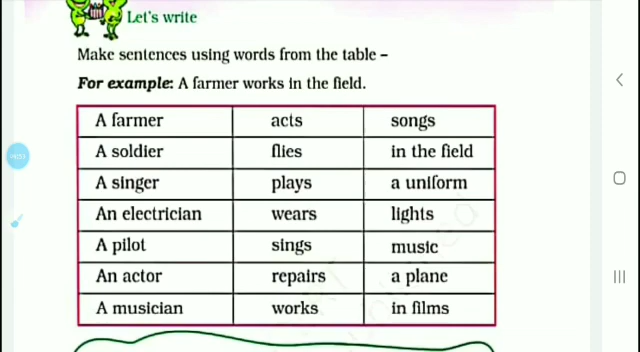 Let's write
Make sentences using words from the table –
For example: A farmer works in the field.
A farmer acts songs
A soldier flies in the field
A singer plays a uniform
An electrician wears lights
A pilot sings music
An actor repairs a plane
A musician works in films